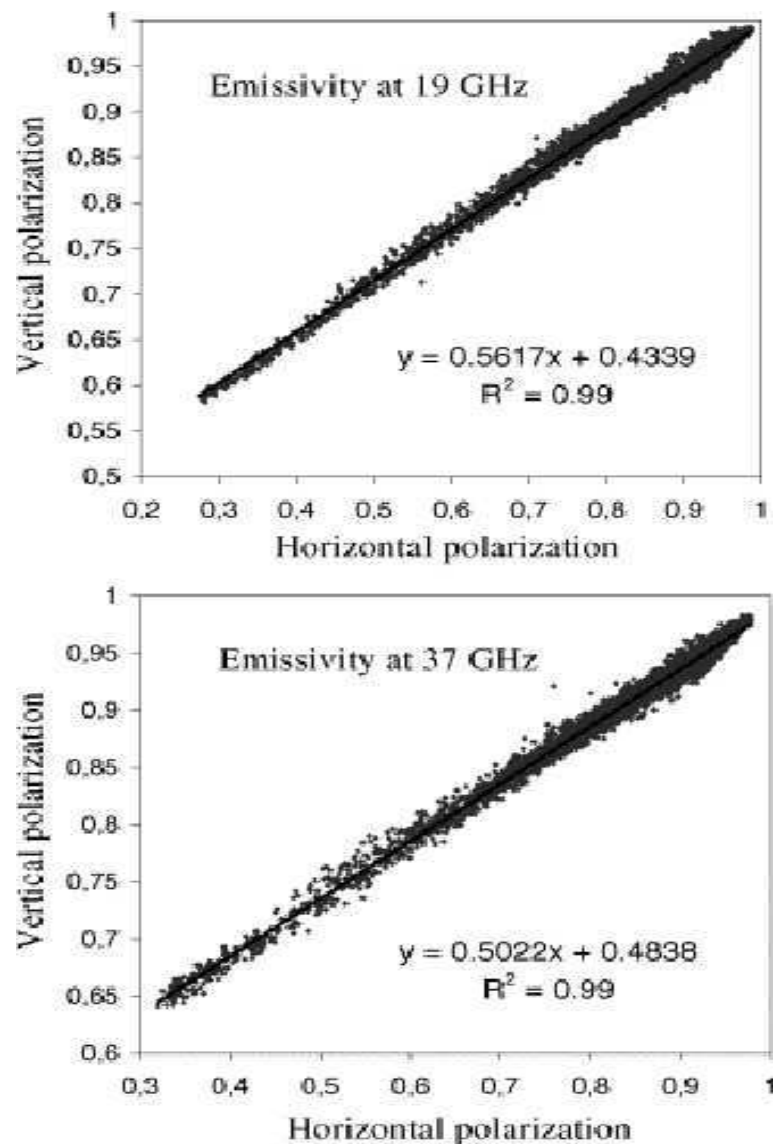 1
0,95
0,9
0,85
0,8
0,75
0,7
0,65
0,6
0,55
0,5
Vertical polarization
Emissivity at 19 GHz
y = 0.5617x + 0.4339
R² = 0.99
0,2 0,3 0,4 0,5 0,6 0,7 0,8 0,9 1
Horizontal polarization
1
0,95
0,9
0,85
0,8
0,75
0,7
0,65
0,6
Vertical polarization
Emissivity at 37 GHz
y = 0.5022x + 0.4838
R² = 0.99
0,3 0,4 0,5 0,6 0,7 0,8 0,9 1
Horizontal polarization